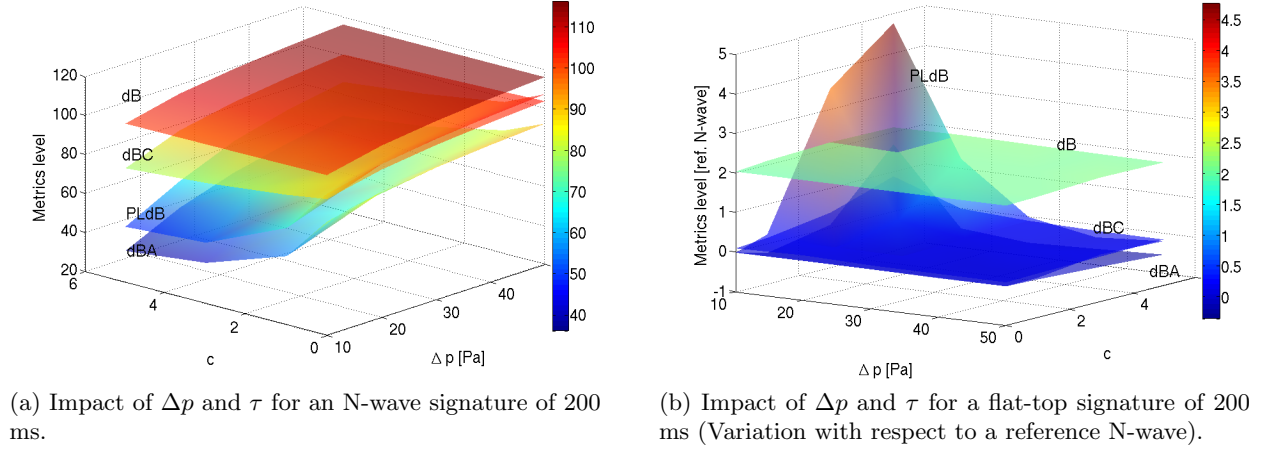 120
100
80
60
40
20
Metrics level
dB
dBC
PLdB
dBA
6
4
2
0
c
10
20
30
40
Δ p [Pa]
110
100
90
80
70
60
50
40
5
4
3
2
1
0
-1
Metrics level [ref. N-wave]
PLdB
dB
dBC
dBA
10
20
30
40
50
Δ p [Pa]
0
2
4
c
4.5
4
3.5
3
2.5
2
1.5
1
0.5
0
(a) Impact of Δp and τ for an N-wave signature of 200
ms.
(b) Impact of Δp and τ for a flat-top signature of 200
ms (Variation with respect to a reference N-wave).